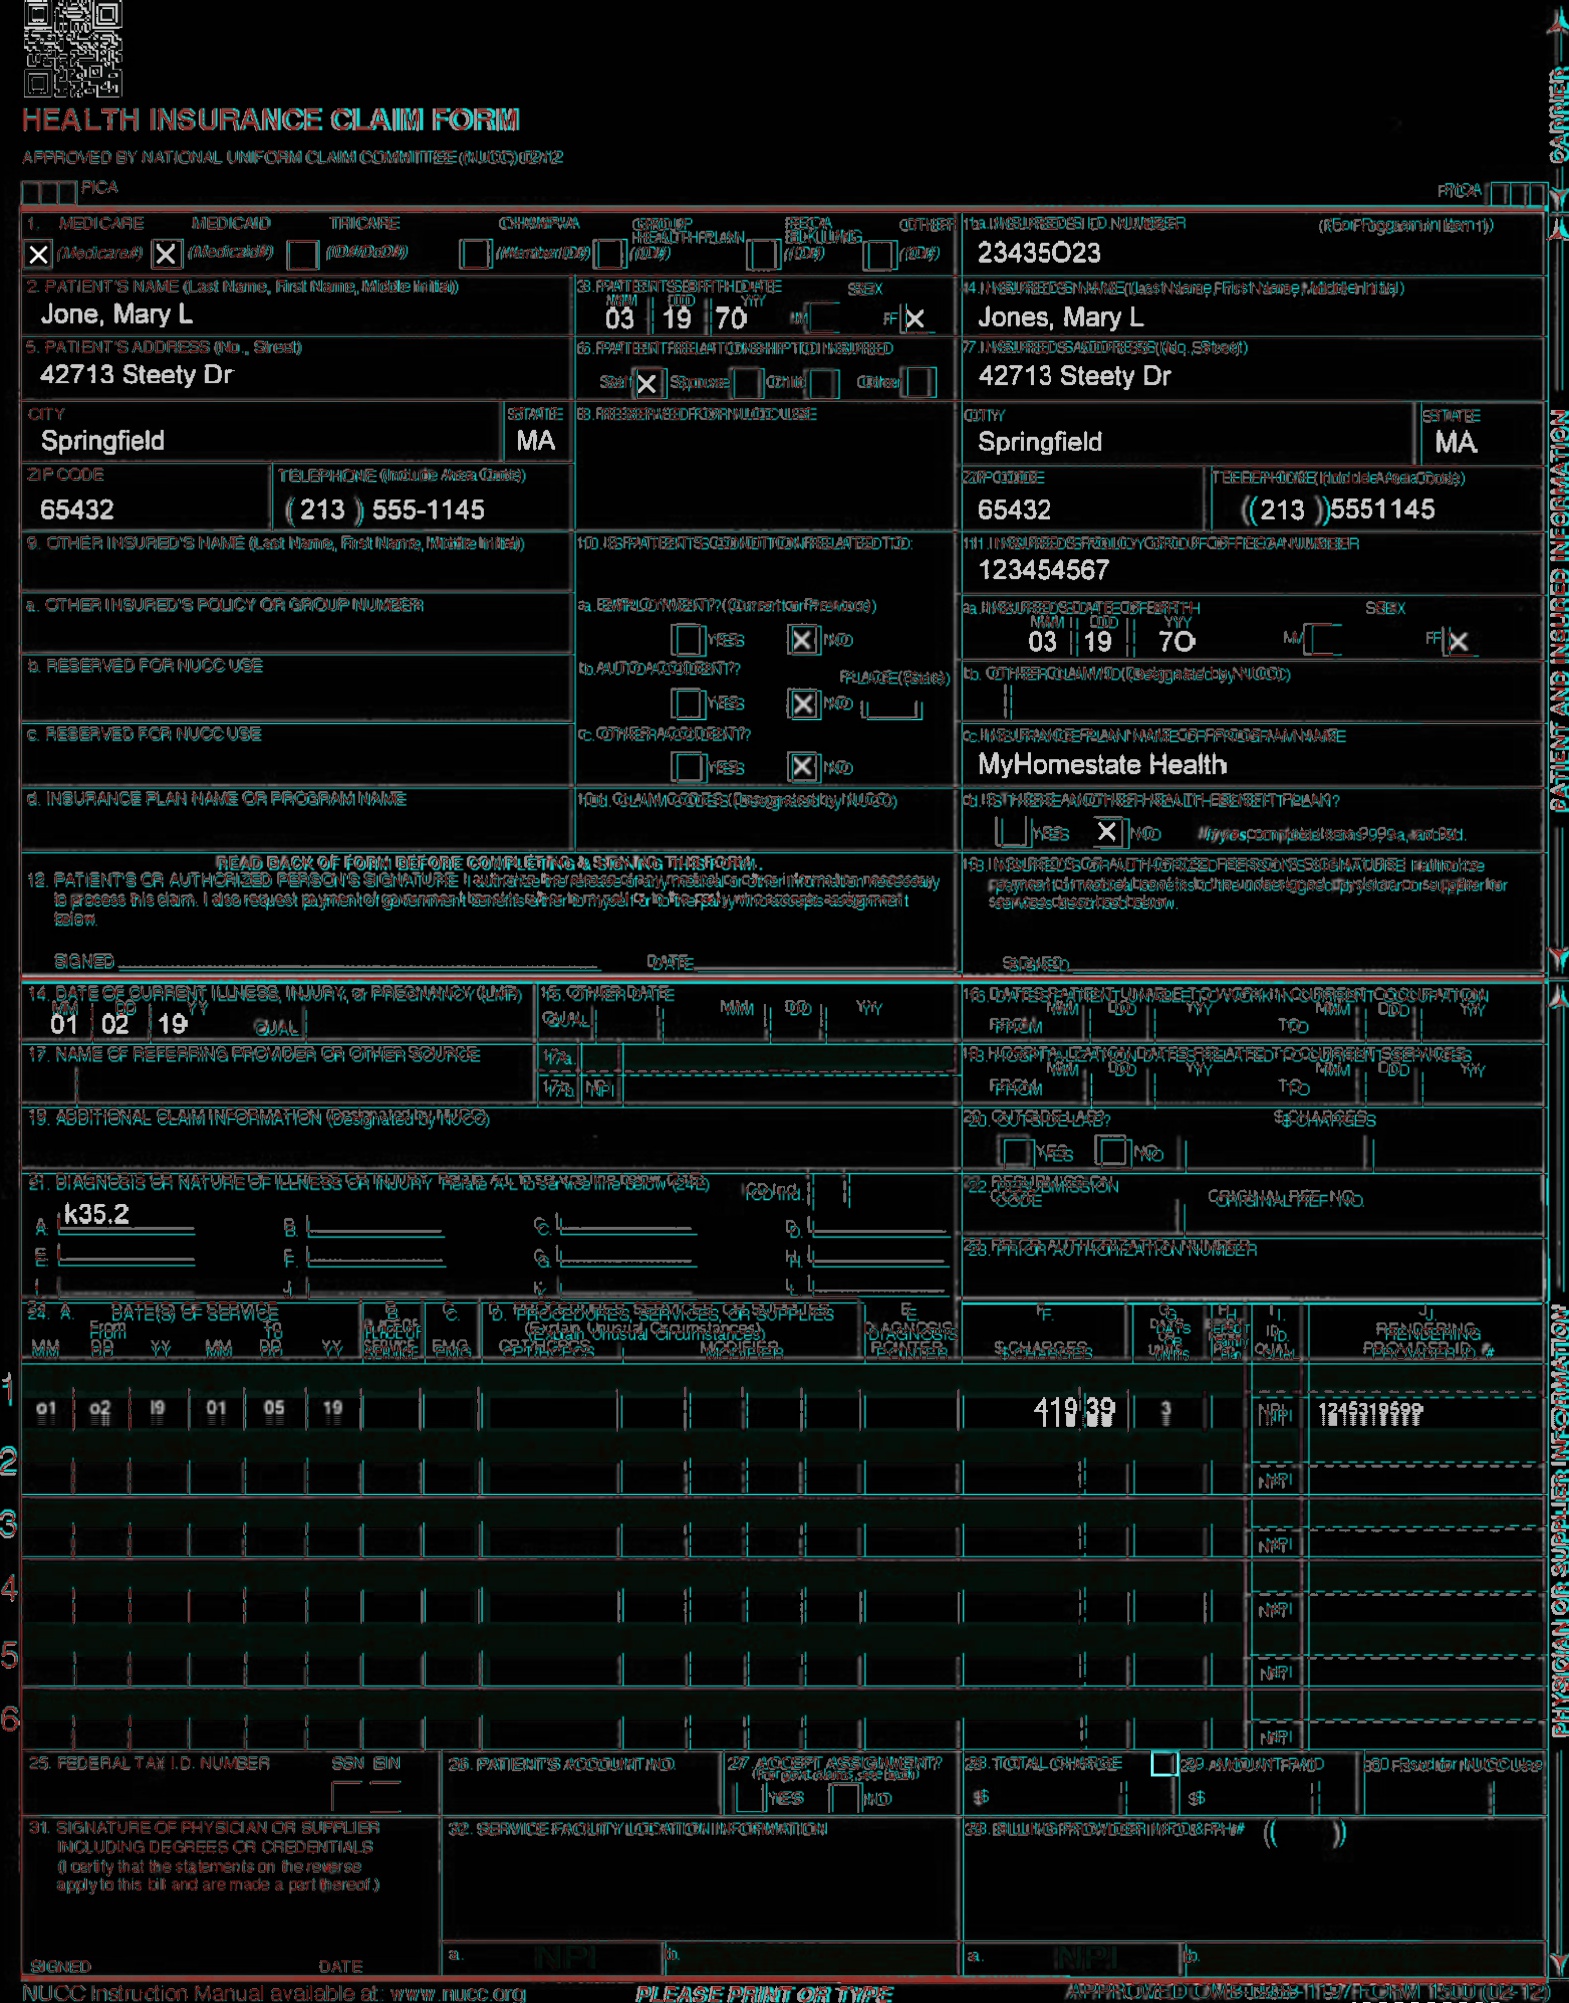 HEALTH INSURANCE CLAIM FORM
APPROVED BY NATIONAL UNIFORM CLAIM COMMITTEE (NUCC) 02/12
PICA
PICA
1. MEDICARE MEDICAID TRICARE CHAMPVA GROUP HEALTH PLAN FECA BLK LUNG OTHER
(Medicare#) (Medicaid#) (ID#/DoD#) (Member ID#) (ID#) (ID#) (ID#)
1a. INSURED'S I.D. NUMBER (For Program in Item 1)
23435O23
2. PATIENT'S NAME (Last Name, First Name, Middle Initial)
Jone, Mary L
3. PATIENT'S BIRTH DATE SEX
MM DD YY
03 19 70 M F
4. INSURED'S NAME (Last Name, First Name, Middle Initial)
Jones, Mary L
5. PATIENT'S ADDRESS (No., Street)
42713 Steety Dr
6. PATIENT RELATIONSHIP TO INSURED
Self Spouse Child Other
7. INSURED'S ADDRESS (No., Street)
42713 Steety Dr
CITY STATE
Springfield MA
8. RESERVED FOR NUCC USE
CITY STATE
Springfield MA
ZIP CODE TELEPHONE (Include Area Code)
65432 ( 213 ) 555-1145
ZIP CODE TELEPHONE (Include Area Code)
65432 ( 213 ) 5551145
9. OTHER INSURED'S NAME (Last Name, First Name, Middle Initial)
10. IS PATIENT'S CONDITION RELATED TO:
11. INSURED'S POLICY GROUP OR FECA NUMBER
123454567
a. OTHER INSURED'S POLICY OR GROUP NUMBER
a. EMPLOYMENT? (Current or Previous)
YES NO
a. INSURED'S DATE OF BIRTH SEX
MM DD YY
03 19 7O M F
b. RESERVED FOR NUCC USE
b. AUTO ACCIDENT? PLACE (State)
YES NO
b. OTHER CLAIM ID (Designated by NUCC)
c. RESERVED FOR NUCC USE
c. OTHER ACCIDENT?
YES NO
c. INSURANCE PLAN NAME OR PROGRAM NAME
MyHomestate Health
d. INSURANCE PLAN NAME OR PROGRAM NAME
10d. CLAIM CODES (Designated by NUCC)
d. IS THERE ANOTHER HEALTH BENEFIT PLAN?
YES NO If yes, complete items 9, 9a, and 9d.
READ BACK OF FORM BEFORE COMPLETING & SIGNING THIS FORM.
12. PATIENT'S OR AUTHORIZED PERSON'S SIGNATURE I authorize the release of any medical or other information necessary
to process this claim. I also request payment of government benefits either to myself or to the party who accepts assignment
below.
SIGNED DATE
13. INSURED'S OR AUTHORIZED PERSON'S SIGNATURE I authorize
payment of medical benefits to the undersigned physician or supplier for
services described below.
SIGNED
14. DATE OF CURRENT ILLNESS, INJURY, or PREGNANCY (LMP)
MM DD YY
01 02 19 QUAL
15. OTHER DATE
QUAL MM DD YY
16. DATES PATIENT UNABLE TO WORK IN CURRENT OCCUPATION
MM DD YY MM DD YY
FROM TO
17. NAME OF REFERRING PROVIDER OR OTHER SOURCE
17a.
17b. NPI
18. HOSPITALIZATION DATES RELATED TO CURRENT SERVICES
MM DD YY MM DD YY
FROM TO
19. ADDITIONAL CLAIM INFORMATION (Designated by NUCC)
20. OUTSIDE LAB? $ CHARGES
YES NO
21. DIAGNOSIS OR NATURE OF ILLNESS OR INJURY Relate A-L to service line below (24E) ICD Ind.
A. k35.2 B. C. D.
E. F. G. H.
I. J. K. L.
22. RESUBMISSION CODE ORIGINAL REF. NO.
23. PRIOR AUTHORIZATION NUMBER
24. A. DATE(S) OF SERVICE B. C. D. PROCEDURES, SERVICES, OR SUPPLIES E. F. G. H. I. J.
From To PLACE OF SERVICE EMG (Explain Unusual Circumstances) DIAGNOSIS POINTER DAYS OR UNITS ID. QUAL. RENDERING PROVIDER ID. #
MM DD YY MM DD YY CPT/HCPCS MODIFIER $ CHARGES
1 o1 o2 I9 01 05 19 419 39 3 NPI 1245319599
2 NPI
3 NPI
4 NPI
5 NPI
6 NPI
25. FEDERAL TAX I.D. NUMBER SSN EIN
26. PATIENT'S ACCOUNT NO.
27. ACCEPT ASSIGNMENT?
(For govt. claims, see back)
YES NO
28. TOTAL CHARGE
$
29. AMOUNT PAID
$
30. Rsvd for NUCC Use
31. SIGNATURE OF PHYSICIAN OR SUPPLIER
INCLUDING DEGREES OR CREDENTIALS
(I certify that the statements on the reverse
apply to this bill and are made a part thereof.)
SIGNED DATE
32. SERVICE FACILITY LOCATION INFORMATION
a. NPI b.
33. BILLING PROVIDER INFO & PH # ( )
a. NPI b.
NUCC Instruction Manual available at: www.nucc.org
PLEASE PRINT OR TYPE
APPROVED OMB-0938-1197 FORM 1500 (02-12)
CARRIER
PATIENT AND INSURED INFORMATION
PHYSICIAN OR SUPPLIER INFORMATION